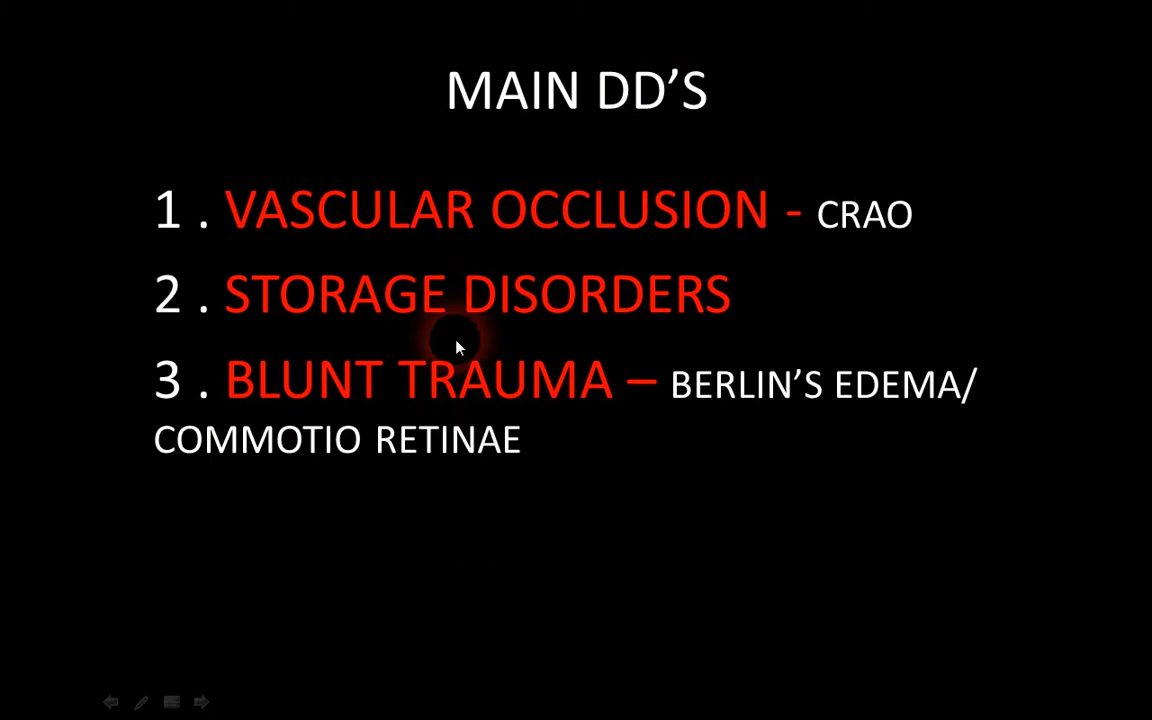 MAIN DD’S
1 . VASCULAR OCCLUSION - CRAO
2 . STORAGE DISORDERS
3 . BLUNT TRAUMA – BERLIN’S EDEMA/
COMMOTIO RETINAE